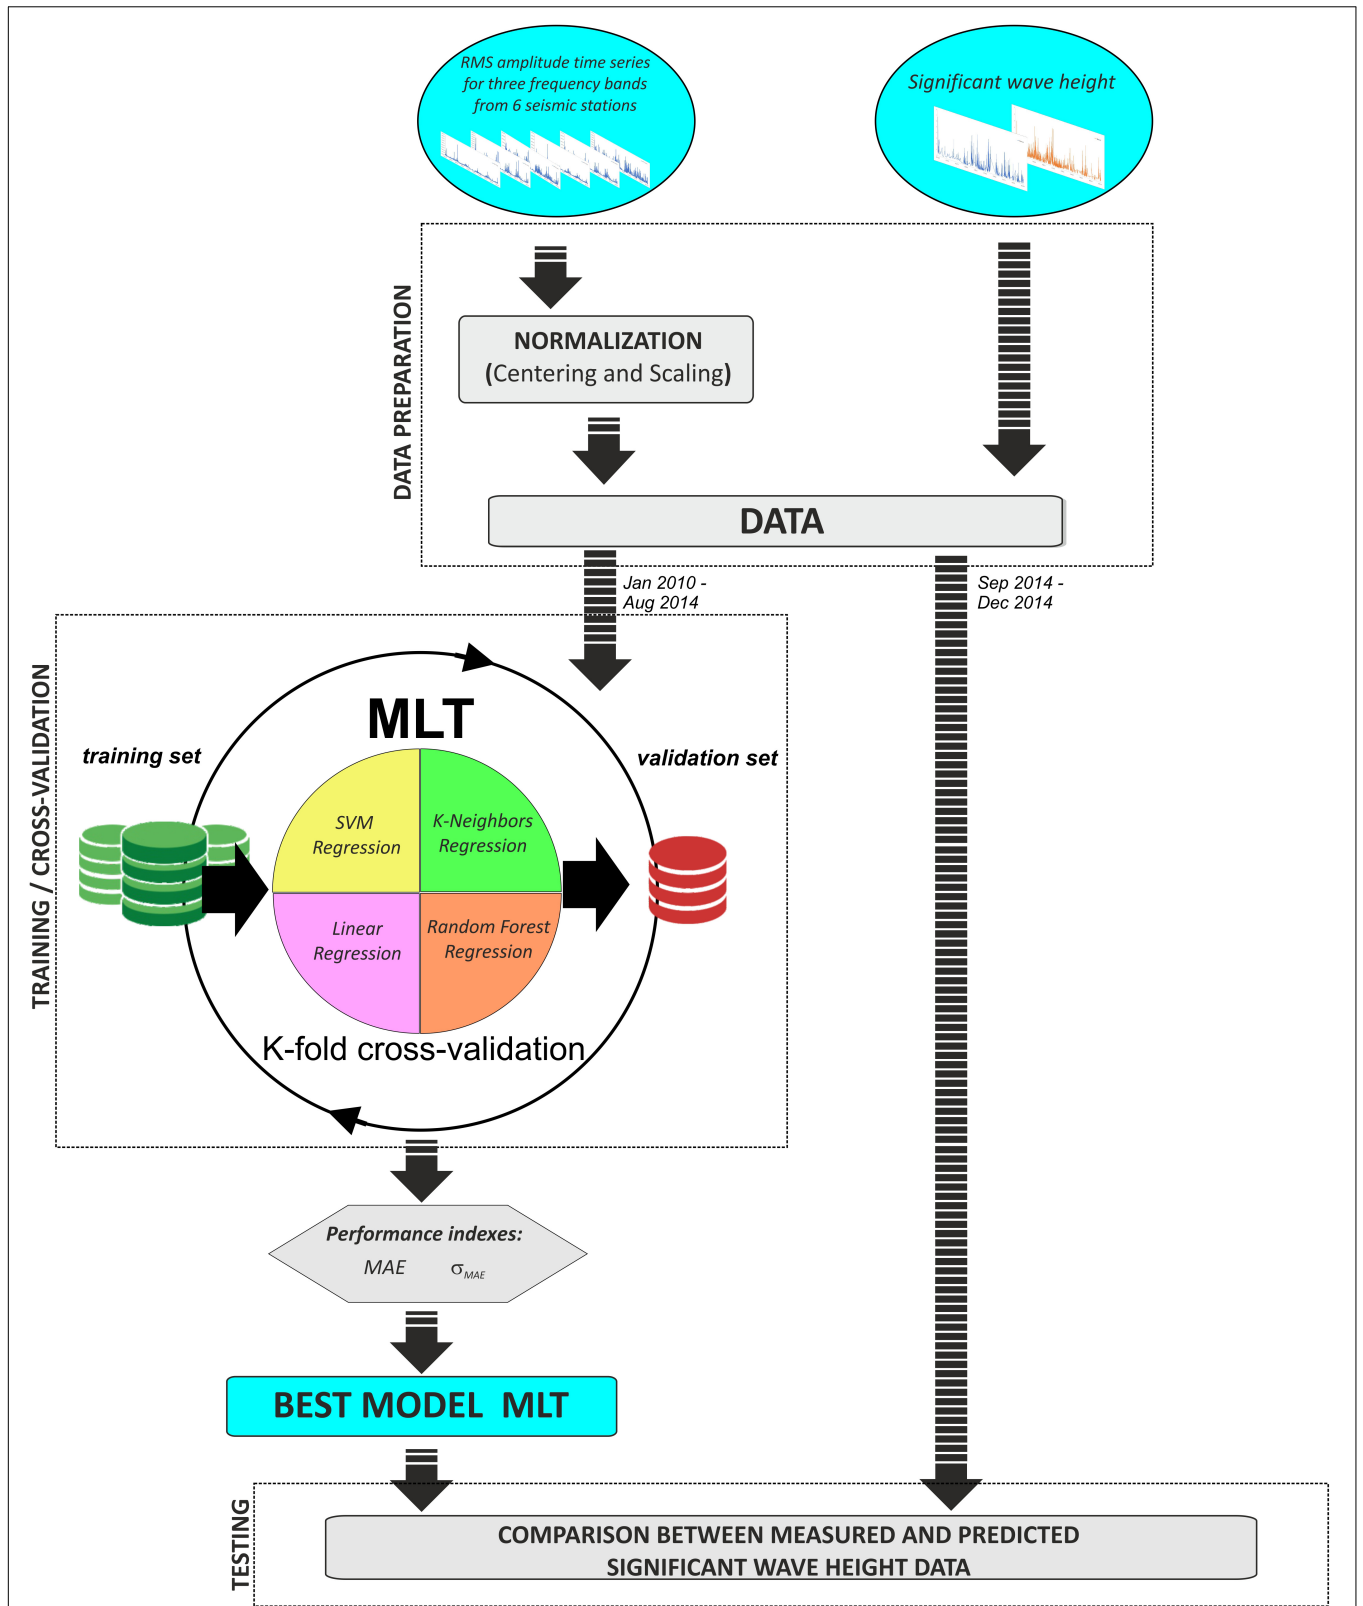 RMS amplitude time series
for three frequency bands
from 6 seismic stations
Significant wave height
DATA PREPARATION
NORMALIZATION
(Centering and Scaling)
DATA
Jan 2010 -
Aug 2014
Sep 2014 -
Dec 2014
TRAINING / CROSS-VALIDATION
MLT
training set
validation set
SVM
Regression
K-Neighbors
Regression
Linear
Regression
Random Forest
Regression
K-fold cross-validation
Performance indexes:
MAE σMAE
BEST MODEL MLT
TESTING
COMPARISON BETWEEN MEASURED AND PREDICTED
SIGNIFICANT WAVE HEIGHT DATA